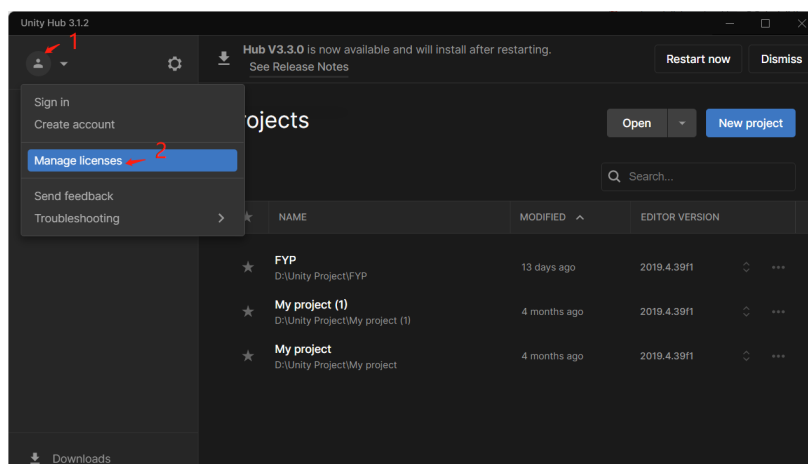 Unity Hub 3.1.2
1
Hub V3.3.0 is now available and will install after restarting.
See Release Notes
Restart now
Dismiss
Sign in
Create account
Manage licenses
2
Send feedback
Troubleshooting
rojects
Open
New project
Search...
NAME
MODIFIED
EDITOR VERSION
FYP
D:\Unity Project\FYP
13 days ago
2019.4.39f1
My project (1)
D:\Unity Project\My project (1)
4 months ago
2019.4.39f1
My project
D:\Unity Project\My project
4 months ago
2019.4.39f1
Downloads